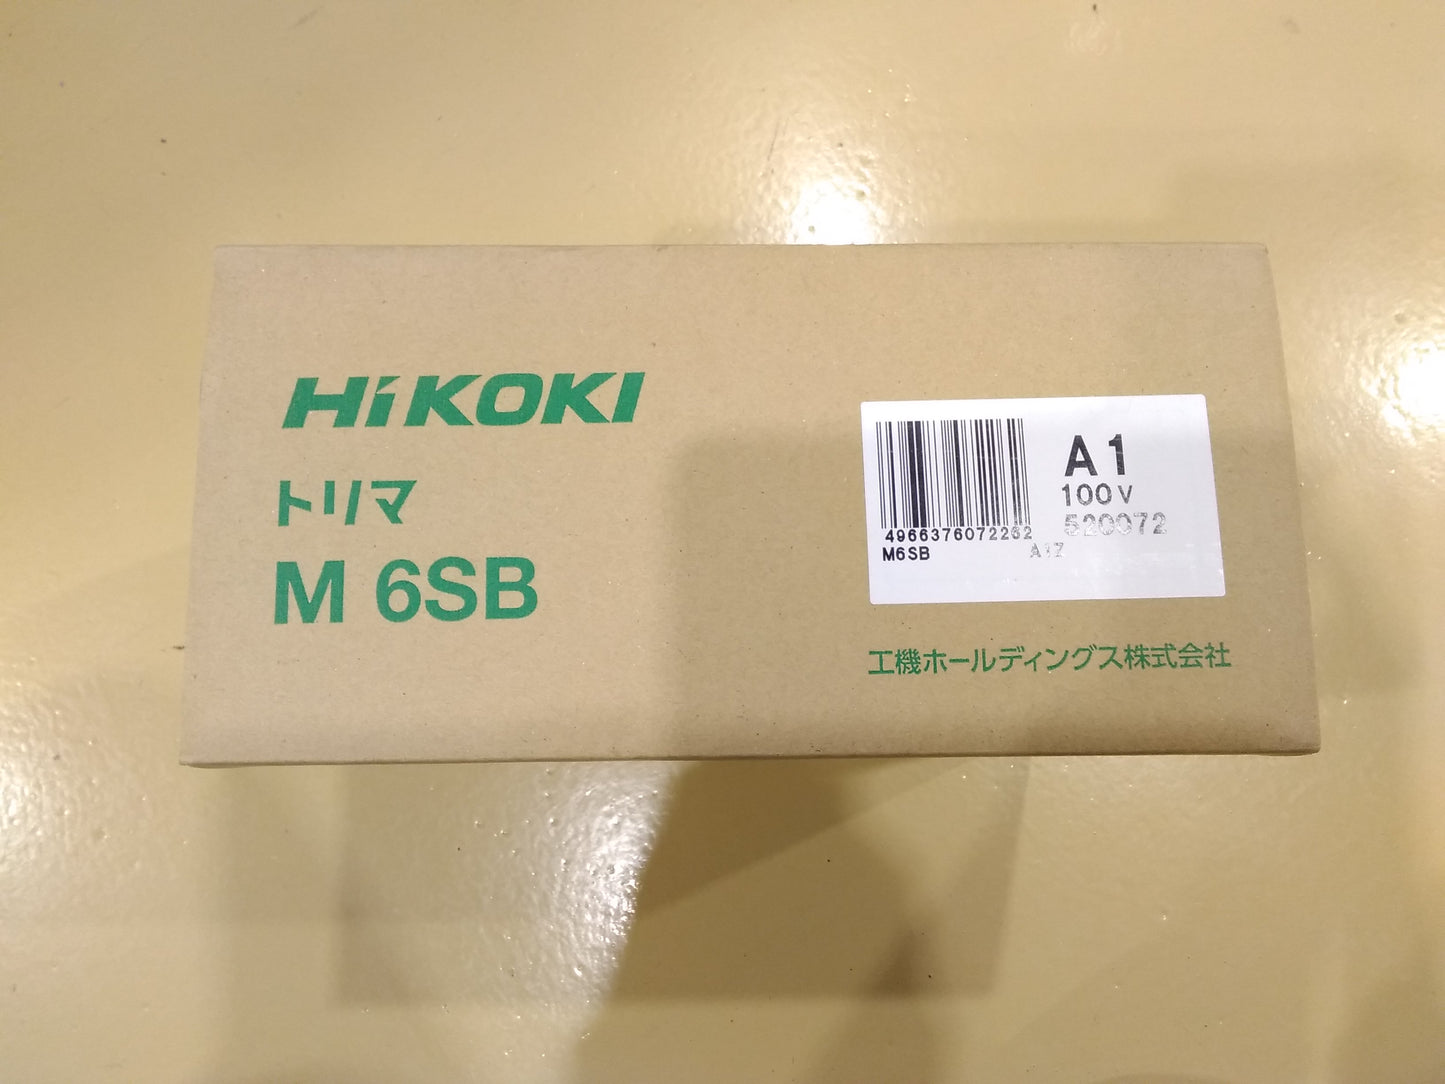 HiKOKI
トリマ
M 6SB
A1
100V
520072
4966376072262
M6SB A1Z
工機ホールディングス株式会社